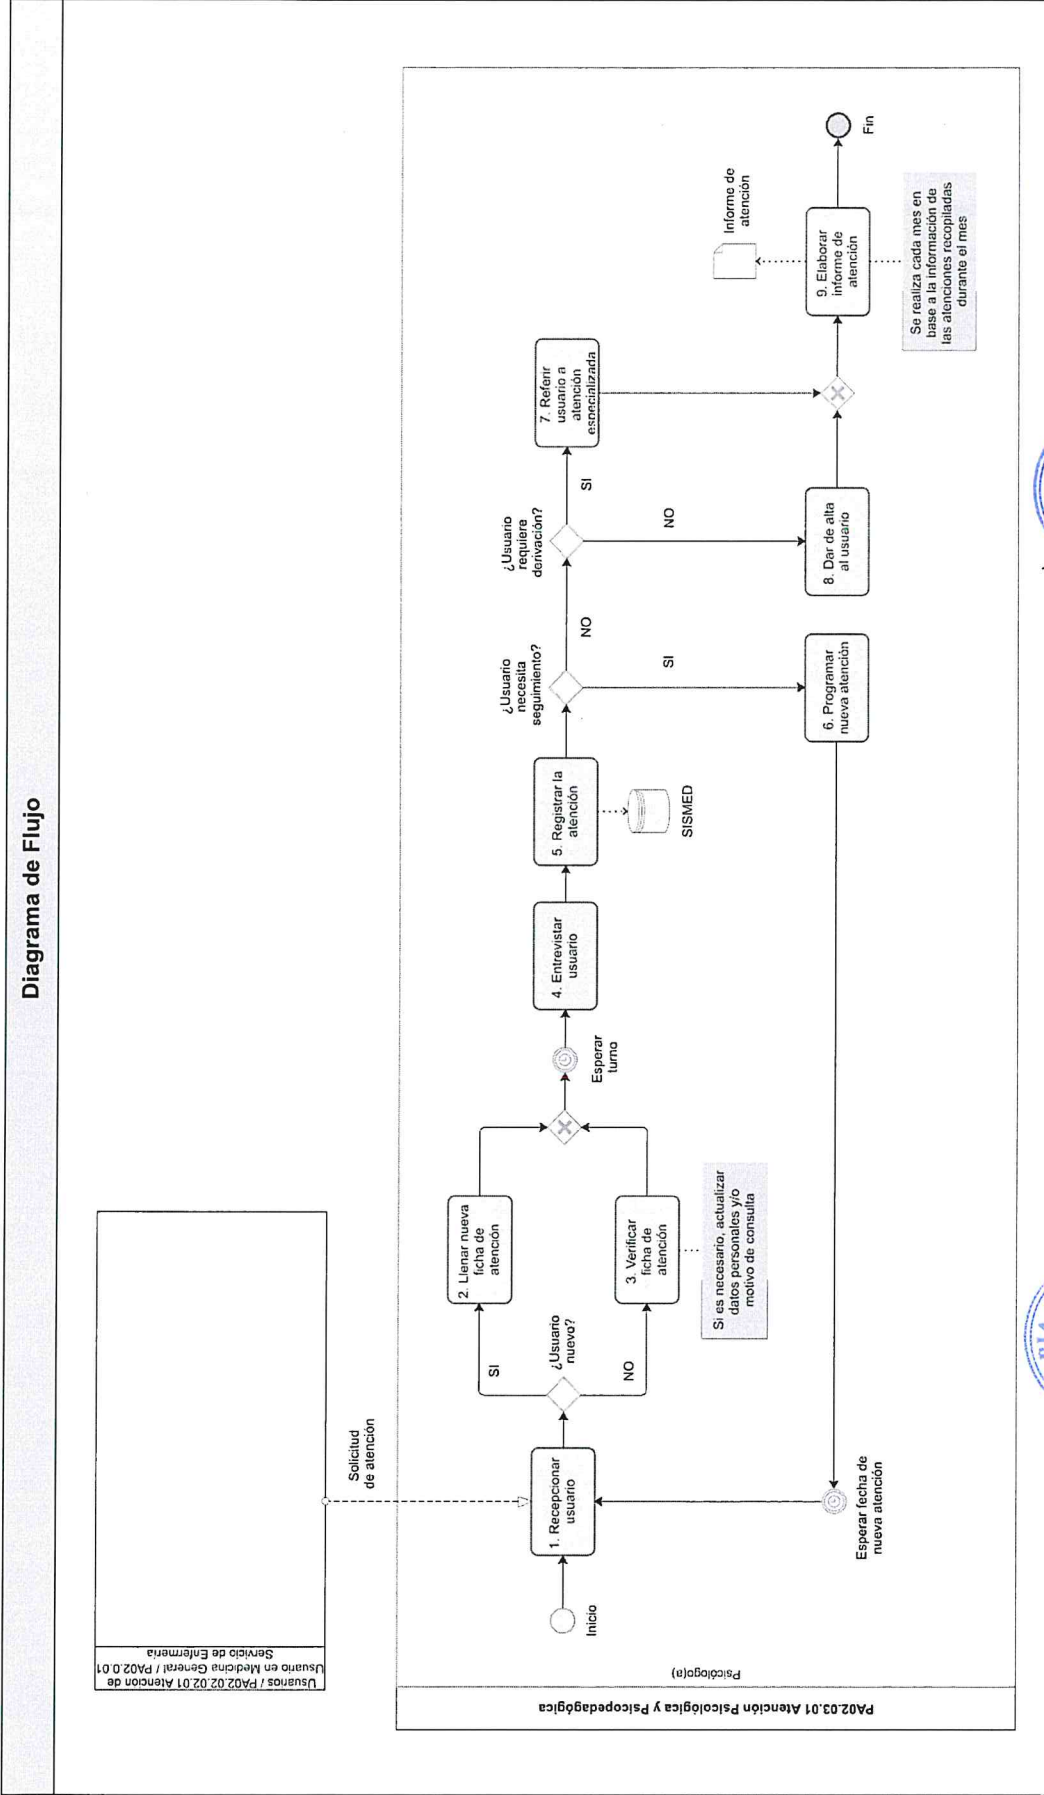 Diagrama de Flujo
Usuarios / PA02.02.02.01 Atención de
Usuario en Medicina General / PA02.0.01
Servicio de Enfermería
Solicitud
de atención
PA02.03.01 Atención Psicológica y Psicopedagógica
Psicólogo(a)
Inicio
1. Recepcionar
usuario
¿Usuario
nuevo?
SI
NO
2. Llenar nueva
ficha de
atención
3. Verificar
ficha de
atención
Si es necesario, actualizar
datos personales y/o
motivo de consulta
Esperar
turno
4. Entrevistar
usuario
5. Registrar la
atención
SISMED
¿Usuario
necesita
seguimiento?
SI
NO
6. Programar
nueva atención
Esperar fecha de
nueva atención
¿Usuario
requiere
derivación?
SI
NO
7. Referir
usuario a
atención
especializada
8. Dar de alta
al usuario
9. Elaborar
informe de
atención
Informe de
atención
Se realiza cada mes en
base a la información de
las atenciones recopiladas
durante el mes
Fin